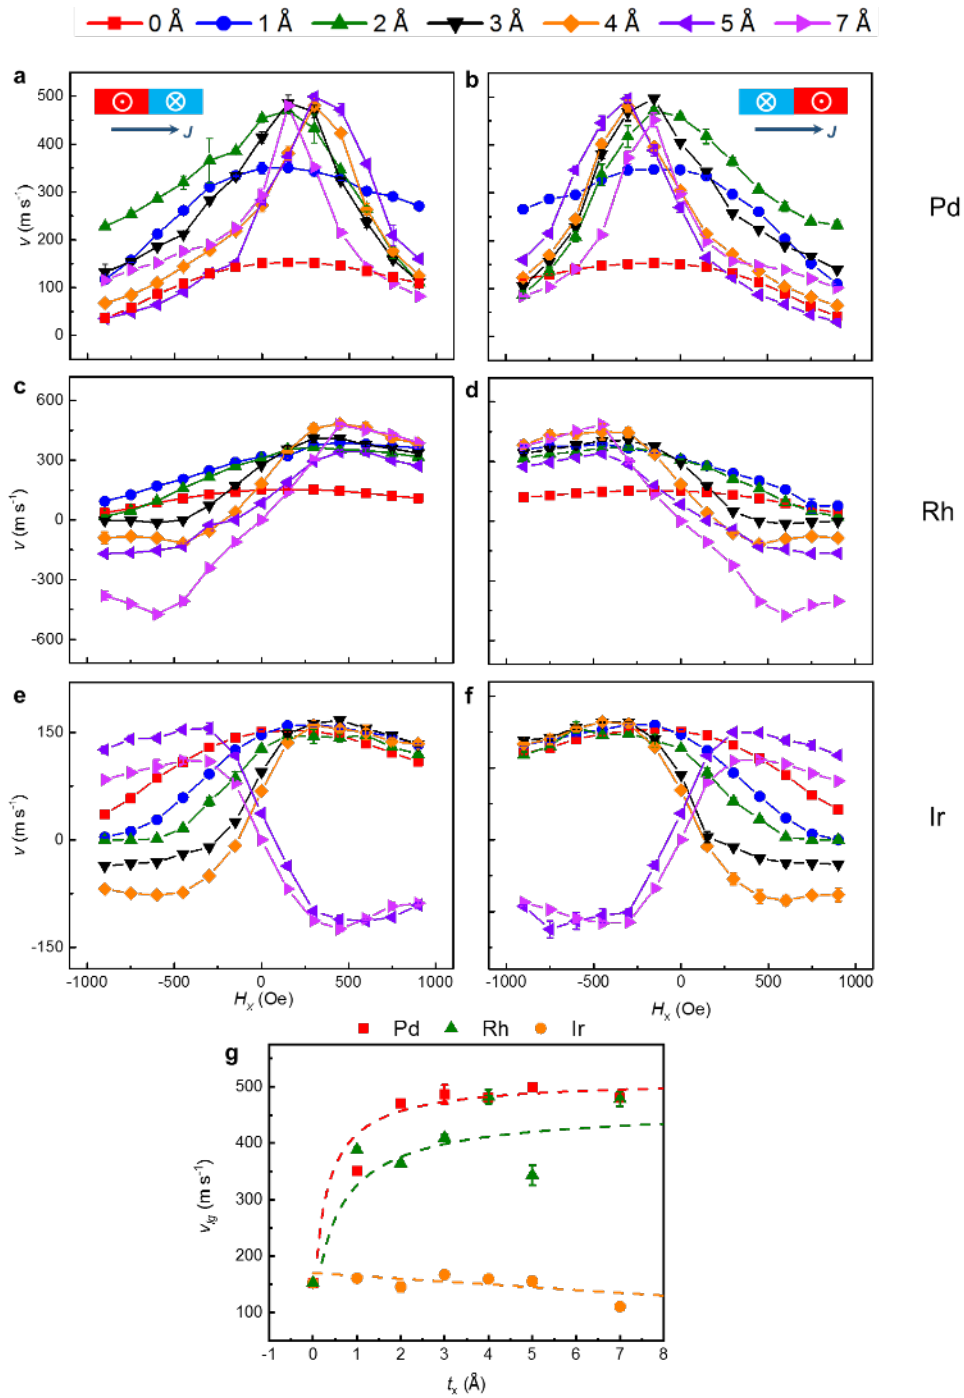 0 Å 1 Å 2 Å 3 Å 4 Å 5 Å 7 Å
a b
500
400
300
200
100
0
v (m s⁻¹)
J
J
Pd
c d
600
300
0
-300
-600
v (m s⁻¹)
Rh
e f
150
0
-150
v (m s⁻¹)
Ir
-1000 -500 0 500 1000
-1000 -500 0 500 1000
Hₓ (Oe)
Hₓ (Oe)
Pd Rh Ir
g
500
400
300
200
100
v_lg (m s⁻¹)
-1 0 1 2 3 4 5 6 7 8
tₓ (Å)